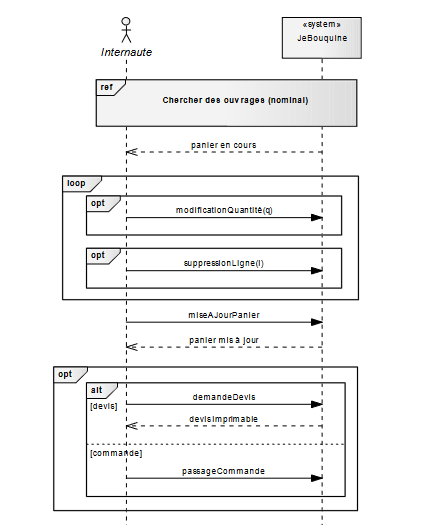 «system»
JeBouquine
Internaute
ref
Chercher des ouvrages (nominal)
panier en cours
loop
opt
modificationQuantité(q)
opt
suppressionLigne(l)
miseAJourPanier
panier mis à jour
opt
alt
[devis]
demandeDevis
devisImprimable
[commande]
passageCommande